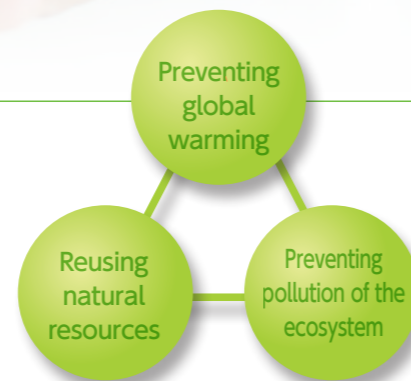 Preventing
global
warming
Reusing
natural
resources
Preventing
pollution of the
ecosystem